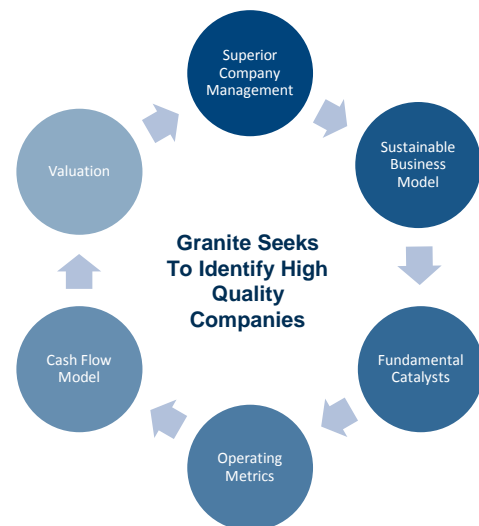 Superior
Company
Management
Sustainable
Business
Model
Fundamental
Catalysts
Operating
Metrics
Cash Flow
Model
Valuation
Granite Seeks
To Identify High
Quality
Companies